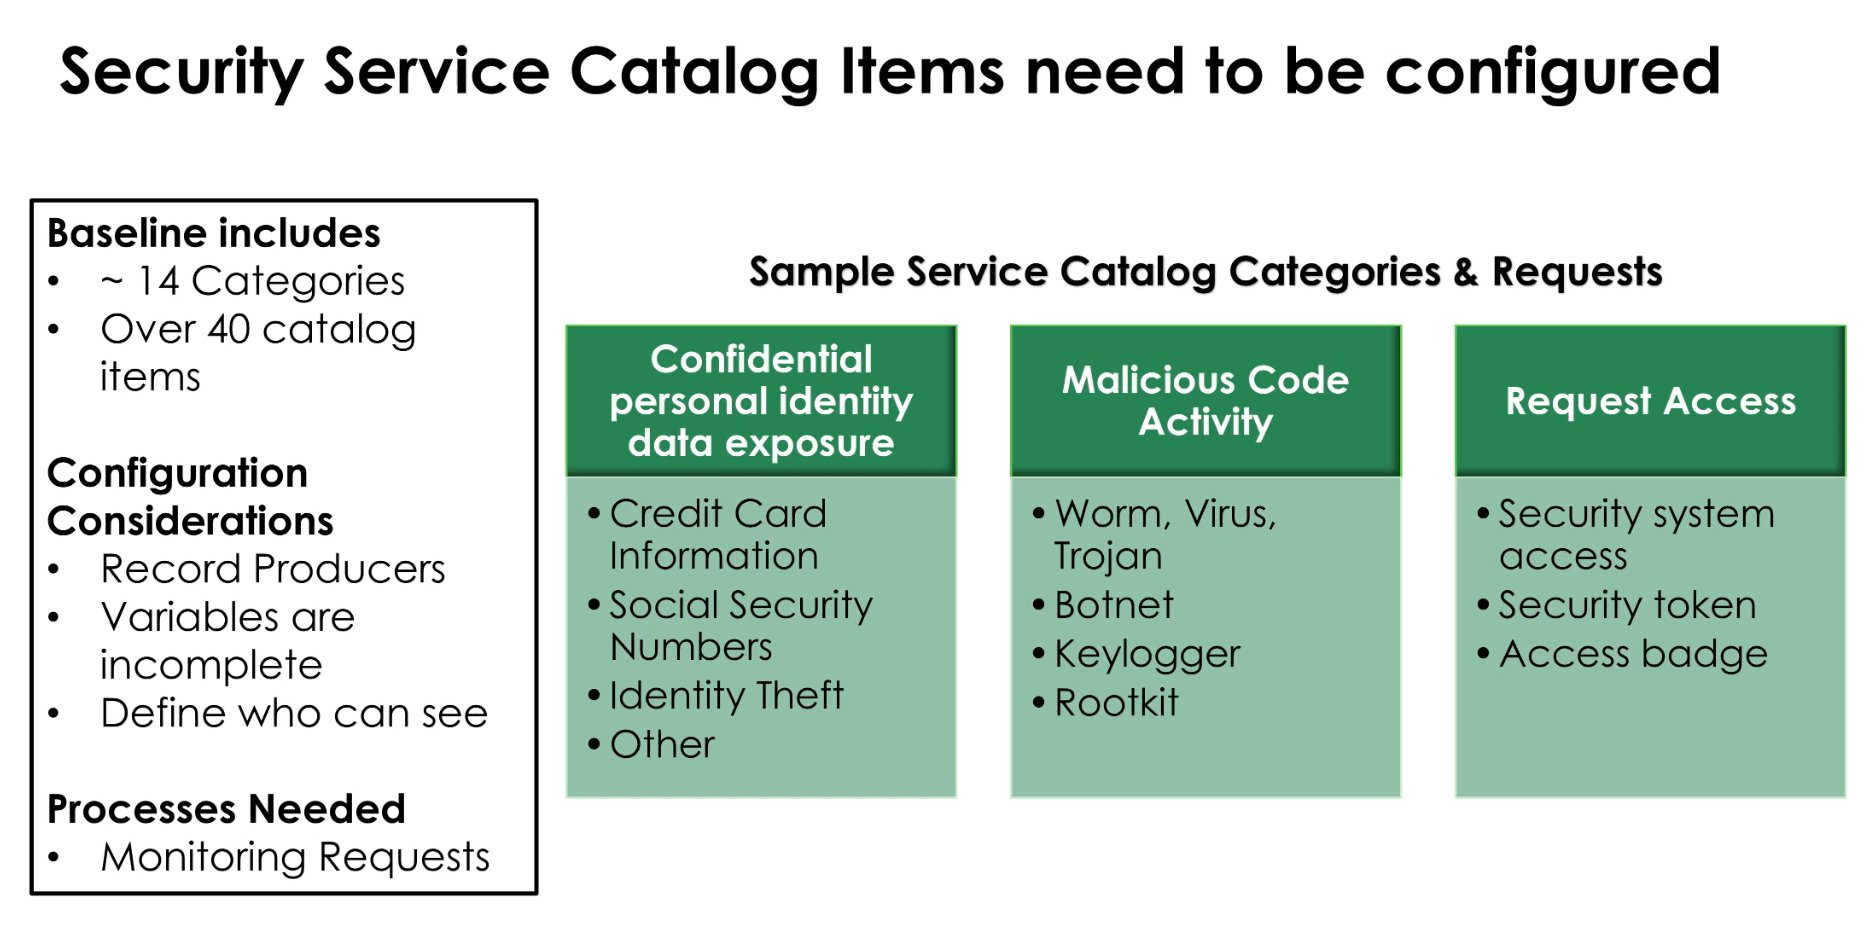 Security Service Catalog Items need to be configured
Baseline includes
• ~ 14 Categories
• Over 40 catalog
items
Configuration
Considerations
• Record Producers
• Variables are
incomplete
• Define who can see
Processes Needed
• Monitoring Requests
Sample Service Catalog Categories & Requests
Confidential
personal identity
data exposure
• Credit Card
Information
• Social Security
Numbers
• Identity Theft
• Other
Malicious Code
Activity
• Worm, Virus,
Trojan
• Botnet
• Keylogger
• Rootkit
Request Access
• Security system
access
• Security token
• Access badge